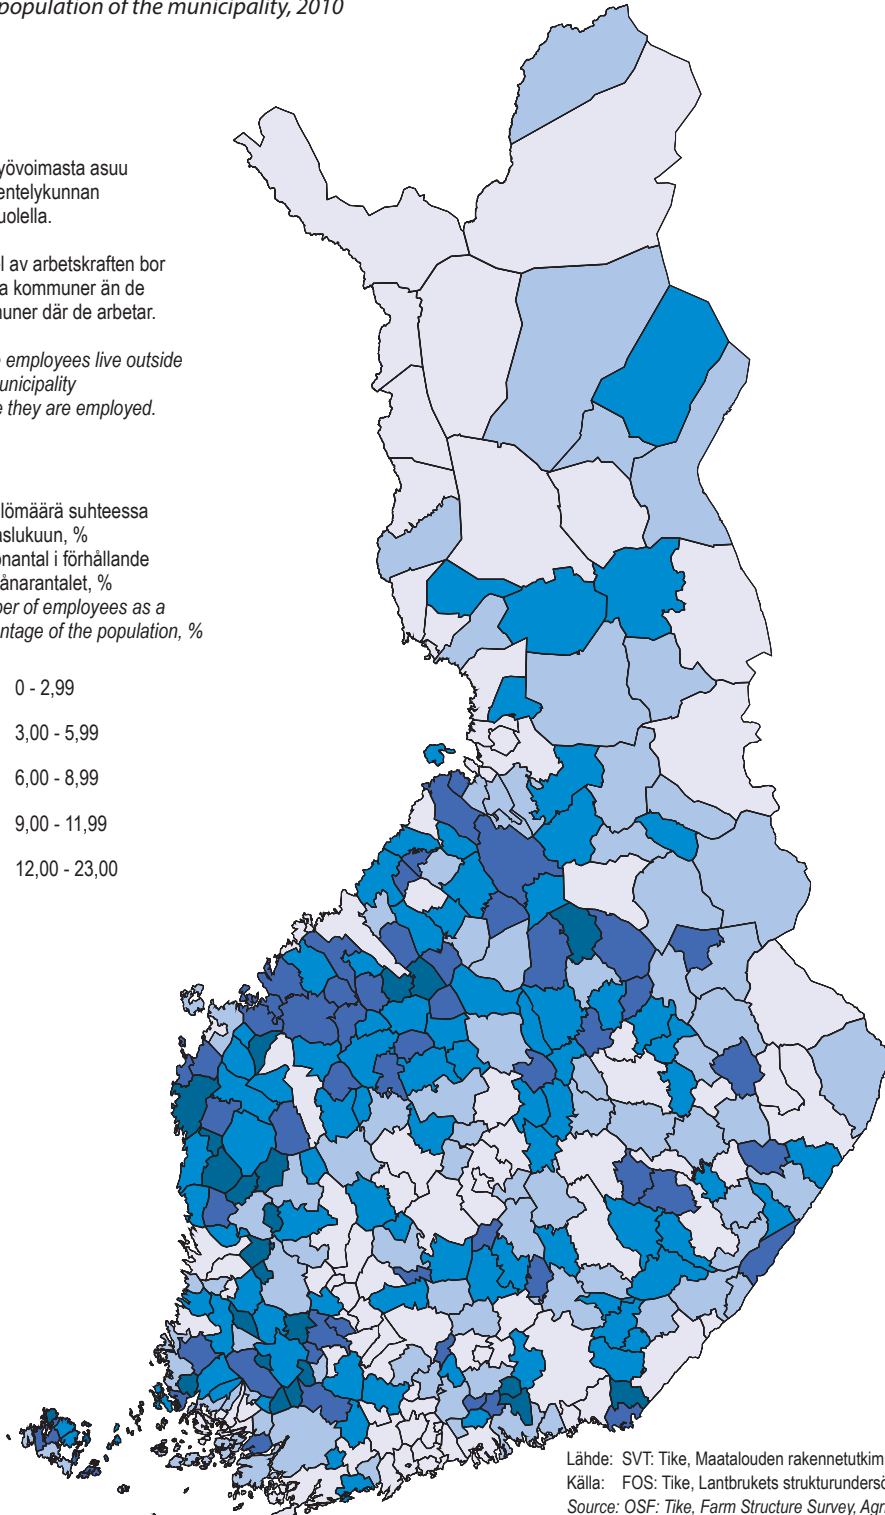 population of the municipality, 2010
yövoimasta asuu
entelykunnan
uolella.
l av arbetskraften bor
a kommuner än de
muner där de arbetar.
e employees live outside
unicipality
e they are employed.
lömäärä suhteessa
aslukuun, %
onantal i förhållande
ånarantalet, %
ber of employees as a
ntage of the population, %
0 - 2,99
3,00 - 5,99
6,00 - 8,99
9,00 - 11,99
12,00 - 23,00
Lähde: SVT: Tike, Maatalouden rakennetutkim
Källa: FOS: Tike, Lantbrukets strukturundersö
Source: OSF: Tike, Farm Structure Survey, Agri